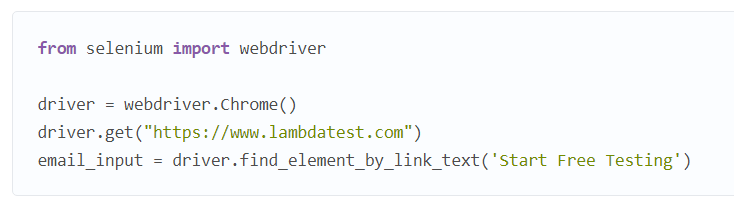 from selenium import webdriver
driver = webdriver.Chrome()
driver.get("https://www.lambdatest.com")
email_input = driver.find_element_by_link_text('Start Free Testing')